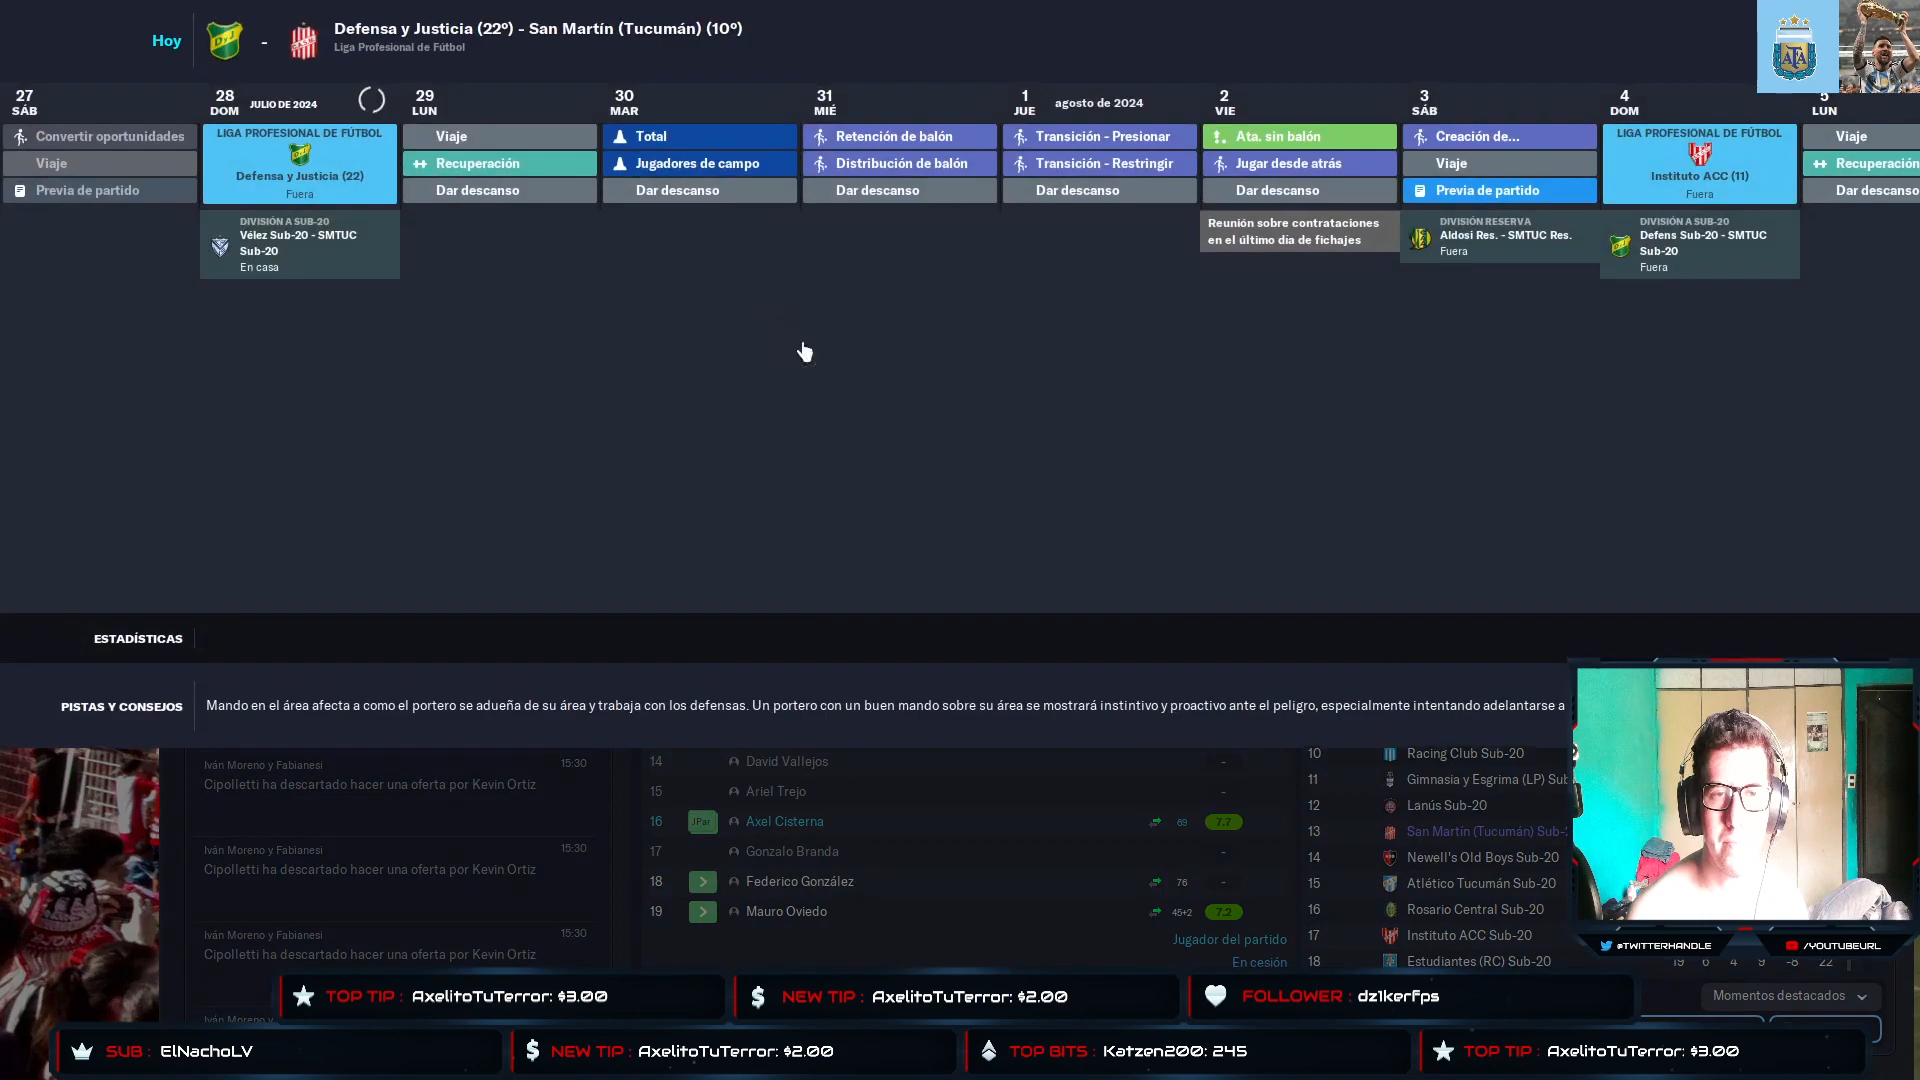 Hoy
-
Defensa y Justicia (22º) - San Martín (Tucumán) (10º)
Liga Profesional de Fútbol
27
SÁB
28
DOM
JULIO DE 2024
29
LUN
30
MAR
31
MIÉ
1
JUE
agosto de 2024
2
VIE
3
SÁB
4
DOM
5
LUN
Convertir oportunidades
Viaje
Previa de partido
LIGA PROFESIONAL DE FÚTBOL
Defensa y Justicia (22)
Fuera
DIVISIÓN A SUB-20
Vélez Sub-20 - SMTUC
Sub-20
En casa
Viaje
Recuperación
Dar descanso
Total
Jugadores de campo
Dar descanso
Retención de balón
Distribución de balón
Dar descanso
Transición - Presionar
Transición - Restringir
Dar descanso
Ata. sin balón
Jugar desde atrás
Dar descanso
Reunión sobre contrataciones
en el último día de fichajes
Creación de...
Viaje
Previa de partido
DIVISIÓN RESERVA
Aldosi Res. - SMTUC Res.
Fuera
LIGA PROFESIONAL DE FÚTBOL
Instituto ACC (11)
Fuera
DIVISIÓN A SUB-20
Defens Sub-20 - SMTUC
Sub-20
Fuera
Viaje
Recuperación
Dar descanso
ESTADÍSTICAS
PISTAS Y CONSEJOS
Mando en el área afecta a como el portero se adueña de su área y trabaja con los defensas. Un portero con un buen mando sobre su área se mostrará instintivo y proactivo ante el peligro, especialmente intentando adelantarse a
Iván Moreno y Fabianesi 15:30
Cipolletti ha descartado hacer una oferta por Kevin Ortiz
Iván Moreno y Fabianesi 15:30
Cipolletti ha descartado hacer una oferta por Kevin Ortiz
Iván Moreno y Fabianesi 15:30
Cipolletti ha descartado hacer una oferta por Kevin Ortiz
Iván Moreno y Fabianesi
14 David Vallejos -
15 Ariel Trejo -
16 JPar Axel Cisterna 69 7.7
17 Gonzalo Branda -
18 Federico González 76 -
19 Mauro Oviedo 45+2 7.2
Jugador del partido
En cesión
10 Racing Club Sub-20
11 Gimnasia y Esgrima (LP) Sub
12 Lanús Sub-20
13 San Martín (Tucumán) Sub-
14 Newell's Old Boys Sub-20
15 Atlético Tucumán Sub-20
16 Rosario Central Sub-20
17 Instituto ACC Sub-20
18 Estudiantes (RC) Sub-20 19 6 4 9 -8 22
Momentos destacados
@TWITTERHANDLE
/YOUTUBEURL
TOP TIP : AxelitoTuTerror: $3.00
NEW TIP : AxelitoTuTerror: $2.00
FOLLOWER : dz1kerfps
SUB : ElNachoLV
NEW TIP : AxelitoTuTerror: $2.00
TOP BITS : Katzen200: 245
TOP TIP : AxelitoTuTerror: $3.00